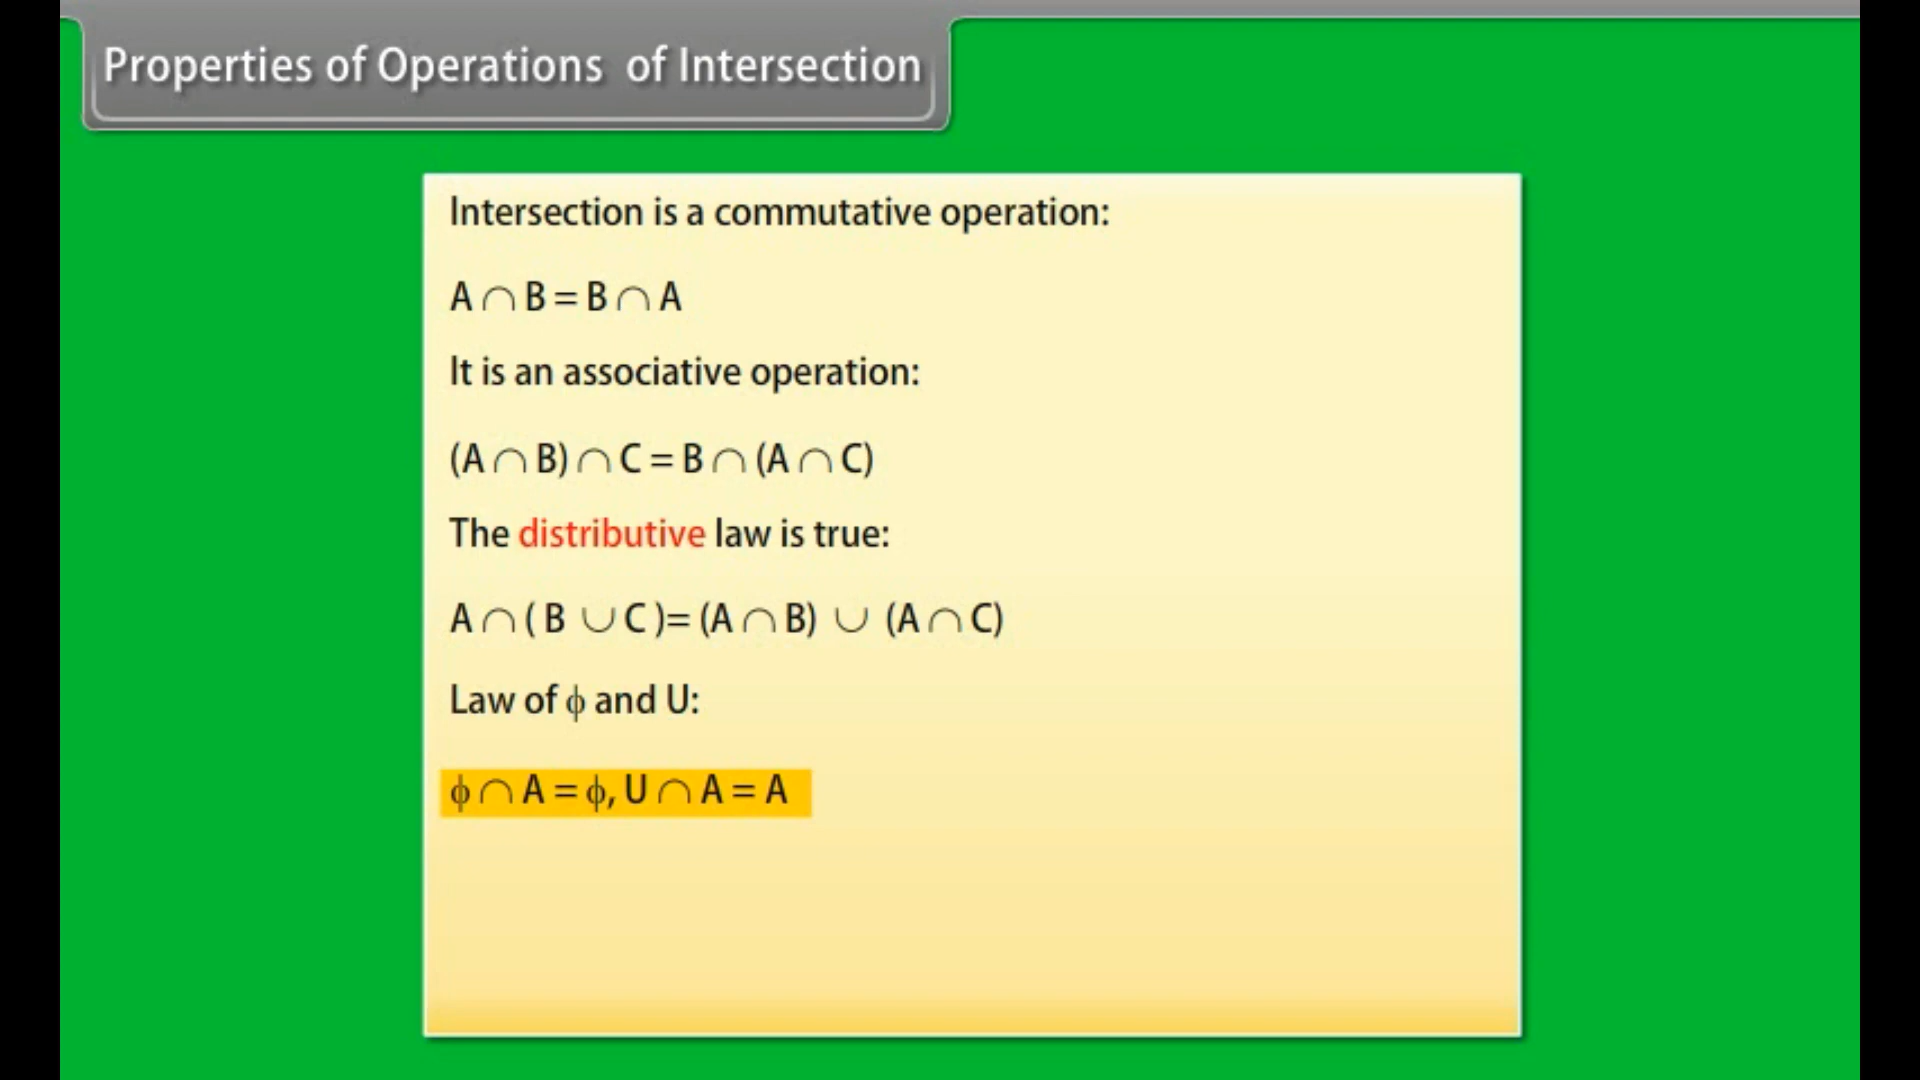 Properties of Operations of Intersection
Intersection is a commutative operation:
A ∩ B = B ∩ A
It is an associative operation:
(A ∩ B) ∩ C = B ∩ (A ∩ C)
The distributive law is true:
A ∩ ( B ∪ C )= (A ∩ B) ∪ (A ∩ C)
Law of ϕ and U:
ϕ ∩ A = ϕ, U ∩ A = A